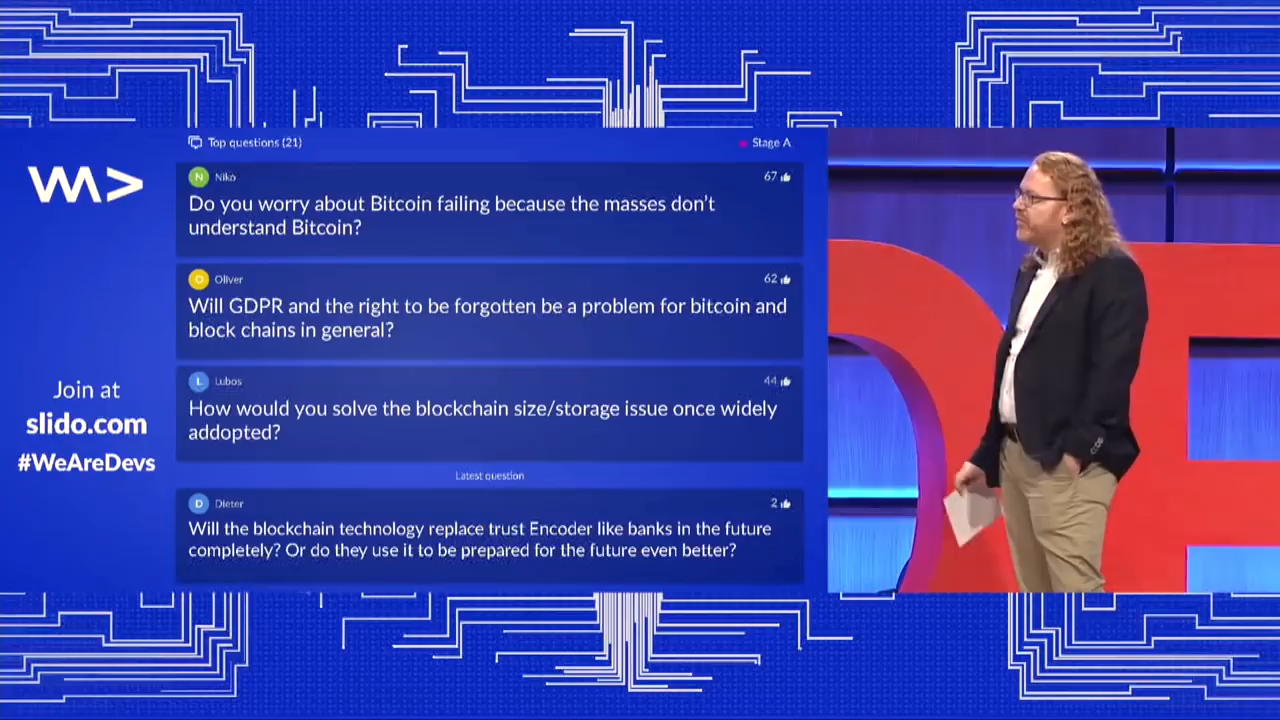 Top questions (21)
Stage A
N Niko
67
Do you worry about Bitcoin failing because the masses don't
understand Bitcoin?
O Oliver
62
Will GDPR and the right to be forgotten be a problem for bitcoin and
block chains in general?
L Lubos
44
How would you solve the blockchain size/storage issue once widely
addopted?
Latest question
D Dieter
2
Will the blockchain technology replace trust Encoder like banks in the future
completely? Or do they use it to be prepared for the future even better?
WA>
Join at
slido.com
#WeAreDevs
DE